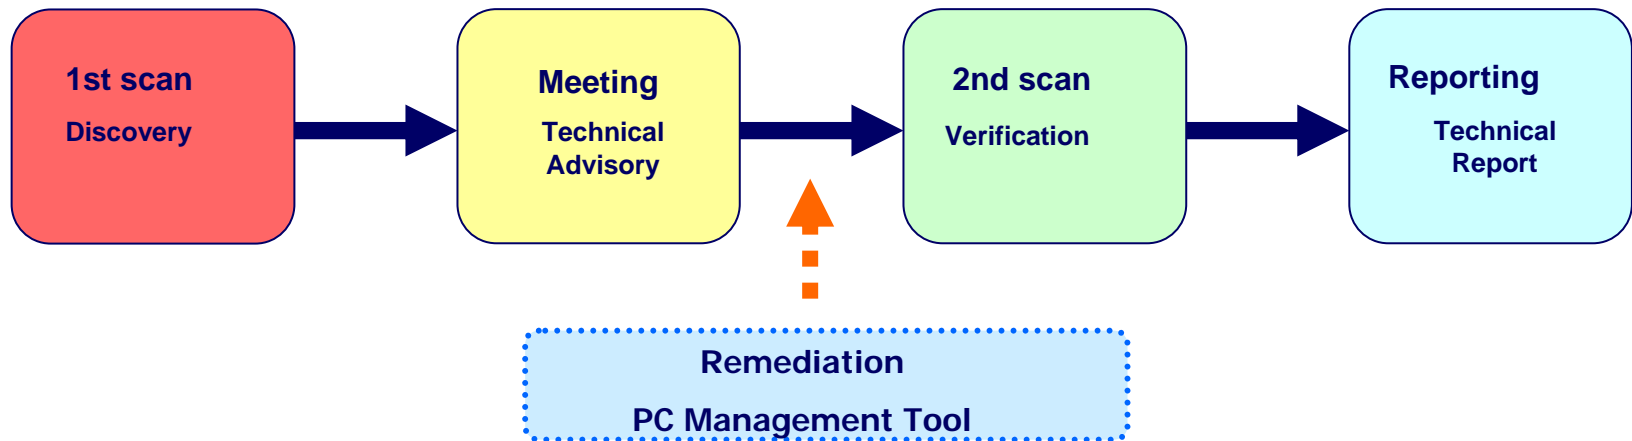 1st scan
Discovery
Meeting
Technical
Advisory
2nd scan
Verification
Reporting
Technical
Report
Remediation
PC Management Tool